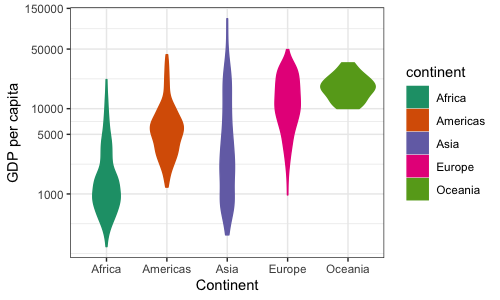 GDP per capita
150000
50000
10000
5000
1000
Africa
Americas
Asia
Europe
Oceania
Continent
continent
Africa
Americas
Asia
Europe
Oceania